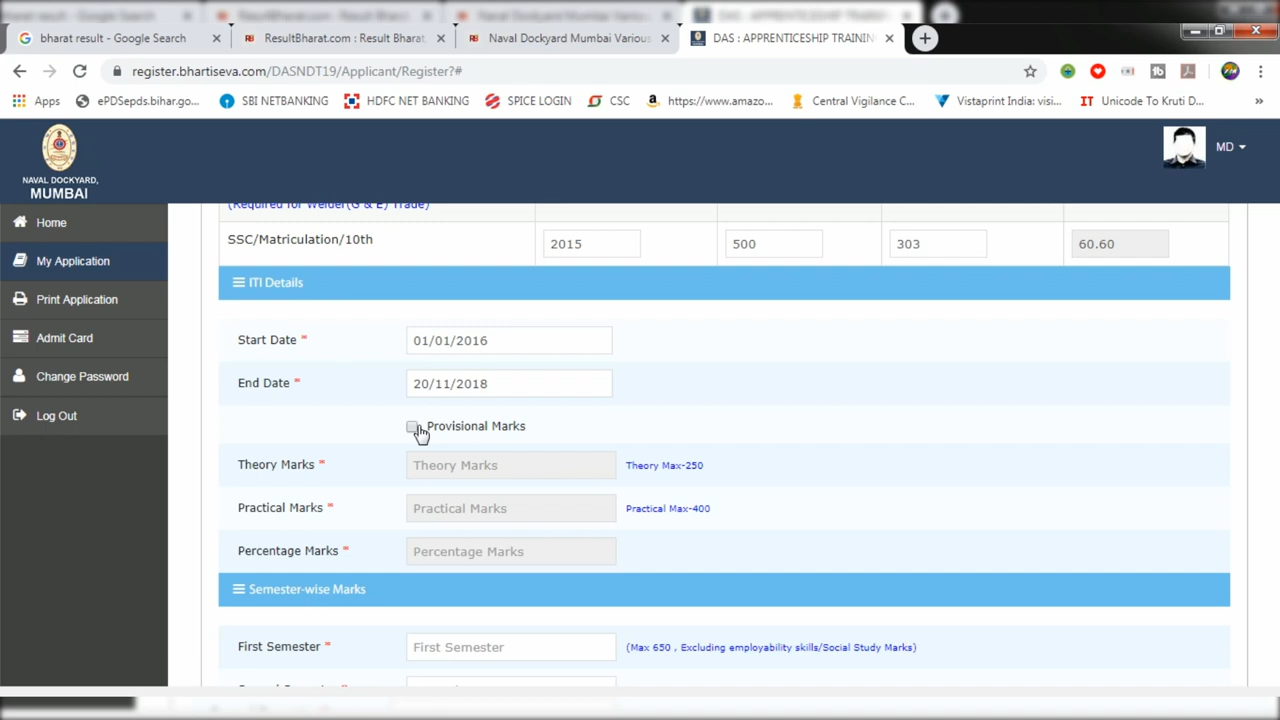 bharat result - Google Search
ResultBharat.com : Result Bharat
Naval Dockyard Mumbai Various
DAS : APPRENTICESHIP TRAININ
register.bhartiseva.com/DASNDT19/Applicant/Register?#
Apps
ePDSepds.bihar.go...
SBI NETBANKING
HDFC NET BANKING
SPICE LOGIN
CSC
https://www.amazo...
Central Vigilance C...
Vistaprint India: visi...
Unicode To Kruti D...
NAVAL DOCKYARD,
MUMBAI
MD
Home
My Application
Print Application
Admit Card
Change Password
Log Out
(Required for Welder(G & E) Trade)
SSC/Matriculation/10th 2015 500 303 60.60
ITI Details
Start Date * 01/01/2016
End Date * 20/11/2018
Provisional Marks
Theory Marks * Theory Marks Theory Max-250
Practical Marks * Practical Marks Practical Max-400
Percentage Marks * Percentage Marks
Semester-wise Marks
First Semester * First Semester (Max 650 , Excluding employability skills/Social Study Marks)